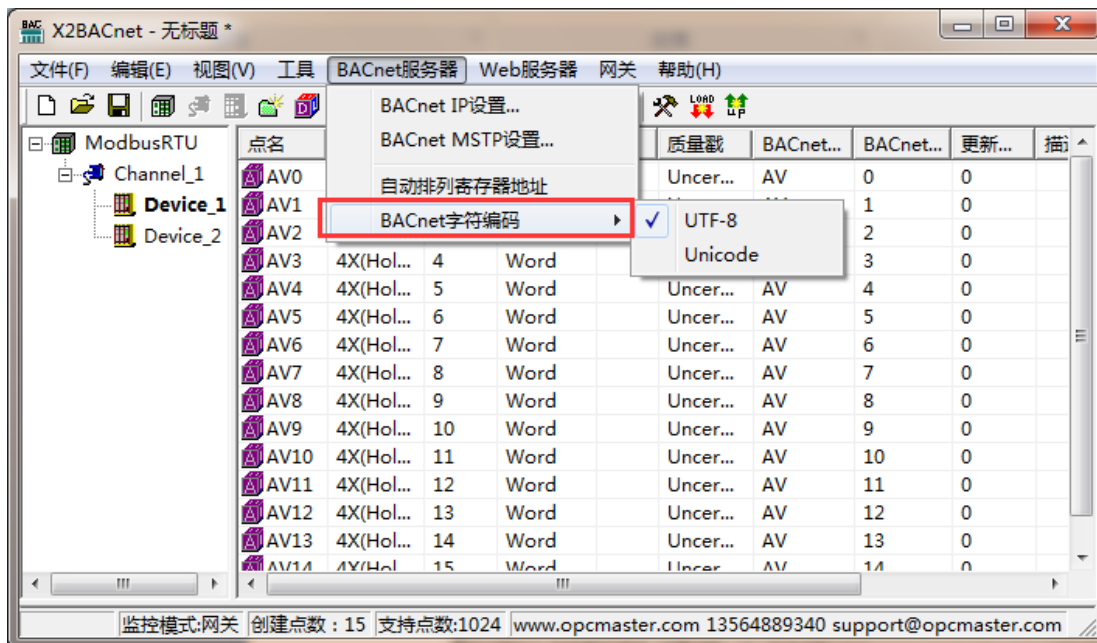 BAC X2BACnet - 无标题 *
文件(F) 编辑(E) 视图(V) 工具 BACnet服务器 Web服务器 网关 帮助(H)
BACnet IP设置...
BACnet MSTP设置...
自动排列寄存器地址
BACnet字符编码
UTF-8
Unicode
LOAD UP
ModbusRTU
Channel_1
Device_1
Device_2
点名 质量戳 BACnet... BACnet... 更新...
AV0 Uncer... AV 0 0
AV1 1 0
AV2 2 0
AV3 4X(Hol... 4 Word 3 0
AV4 4X(Hol... 5 Word Uncer... AV 4 0
AV5 4X(Hol... 6 Word Uncer... AV 5 0
AV6 4X(Hol... 7 Word Uncer... AV 6 0
AV7 4X(Hol... 8 Word Uncer... AV 7 0
AV8 4X(Hol... 9 Word Uncer... AV 8 0
AV9 4X(Hol... 10 Word Uncer... AV 9 0
AV10 4X(Hol... 11 Word Uncer... AV 10 0
AV11 4X(Hol... 12 Word Uncer... AV 11 0
AV12 4X(Hol... 13 Word Uncer... AV 12 0
AV13 4X(Hol... 14 Word Uncer... AV 13 0
AV14 4X(Hol... 15 Word Uncer... AV 14 0
监控模式:网关 创建点数：15 支持点数:1024 www.opcmaster.com 13564889340 support@opcmaster.com